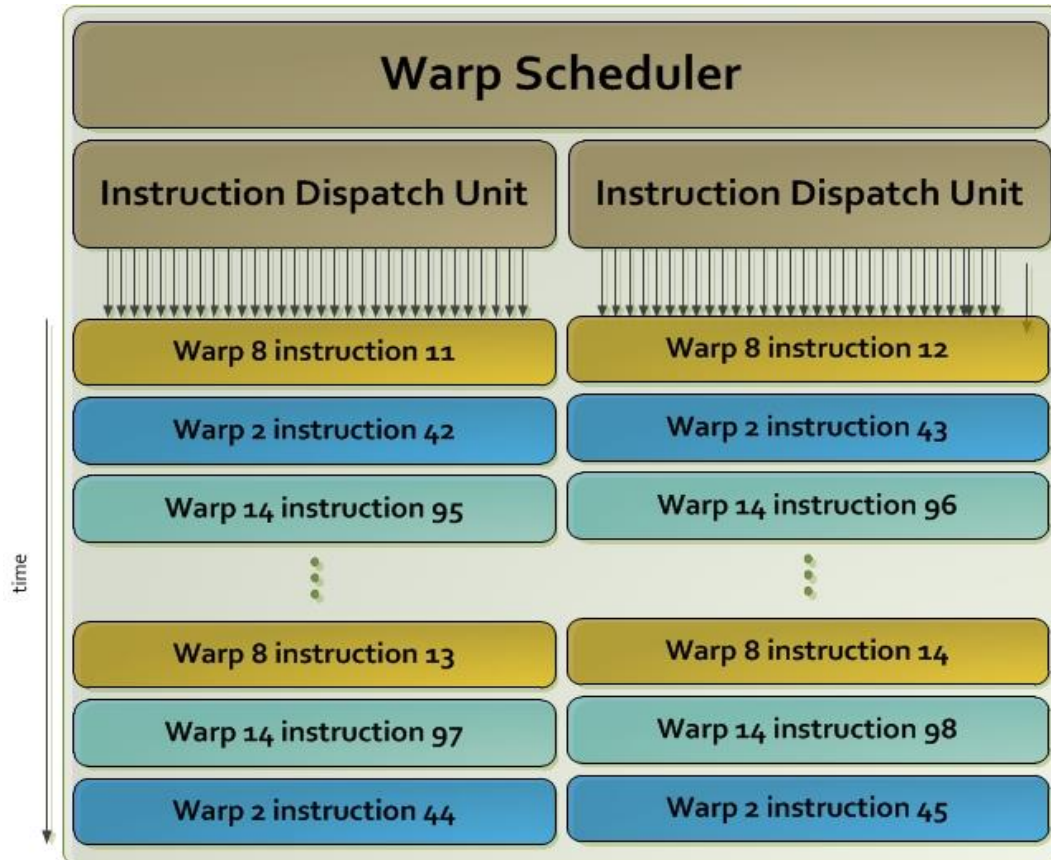 Warp Scheduler
Instruction Dispatch Unit
Instruction Dispatch Unit
Warp 8 instruction 11
Warp 8 instruction 12
Warp 2 instruction 42
Warp 2 instruction 43
Warp 14 instruction 95
Warp 14 instruction 96
time
Warp 8 instruction 13
Warp 8 instruction 14
Warp 14 instruction 97
Warp 14 instruction 98
Warp 2 instruction 44
Warp 2 instruction 45